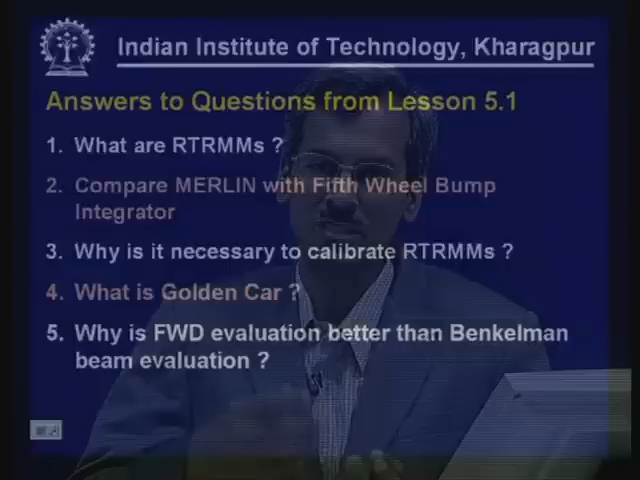 Indian Institute of Technology, Kharagpur
Answers to Questions from Lesson 5.1
1. What are RTRMMs ?
2. Compare MERLIN with Fifth Wheel Bump
Integrator
3. Why is it necessary to calibrate RTRMMs ?
4. What is Golden Car ?
5. Why is FWD evaluation better than Benkelman
beam evaluation ?